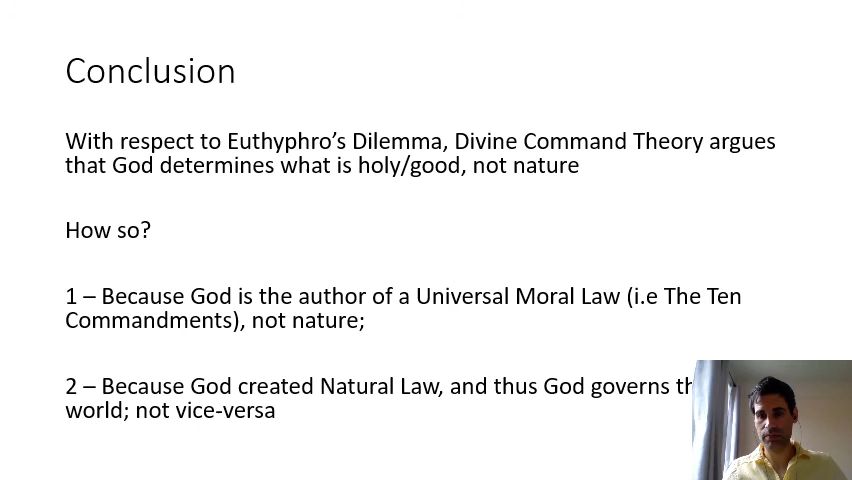 Conclusion
With respect to Euthyphro’s Dilemma, Divine Command Theory argues
that God determines what is holy/good, not nature
How so?
1 – Because God is the author of a Universal Moral Law (i.e The Ten
Commandments), not nature;
2 – Because God created Natural Law, and thus God governs
world; not vice-versa